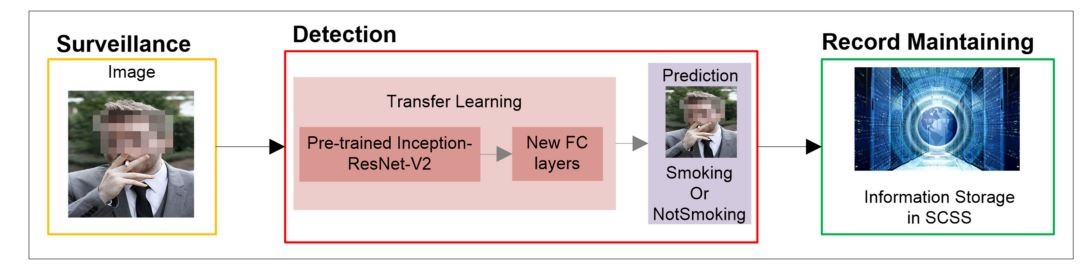 Surveillance
Image
Detection
Transfer Learning
Pre-trained Inception-
ResNet-V2
New FC
layers
Prediction
Smoking
Or
NotSmoking
Record Maintaining
Information Storage
in SCSS